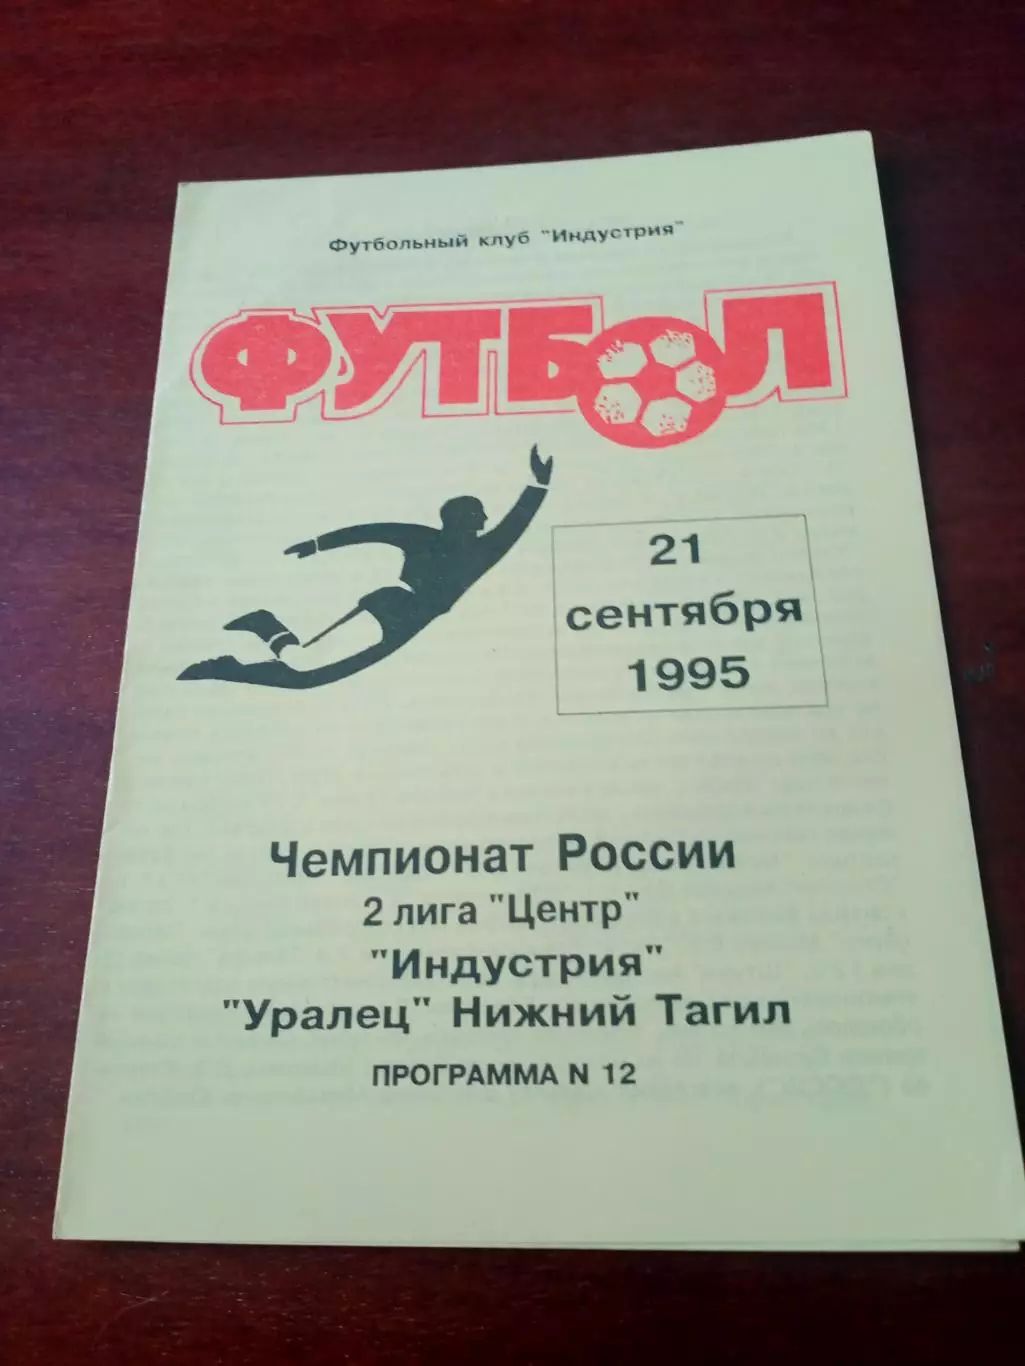 Футбольный клуб "Индустрия"
ФУТБОЛ
21
сентября
1995
Чемпионат России
2 лига "Центр"
"Индустрия"
"Уралец" Нижний Тагил
ПРОГРАММА N 12